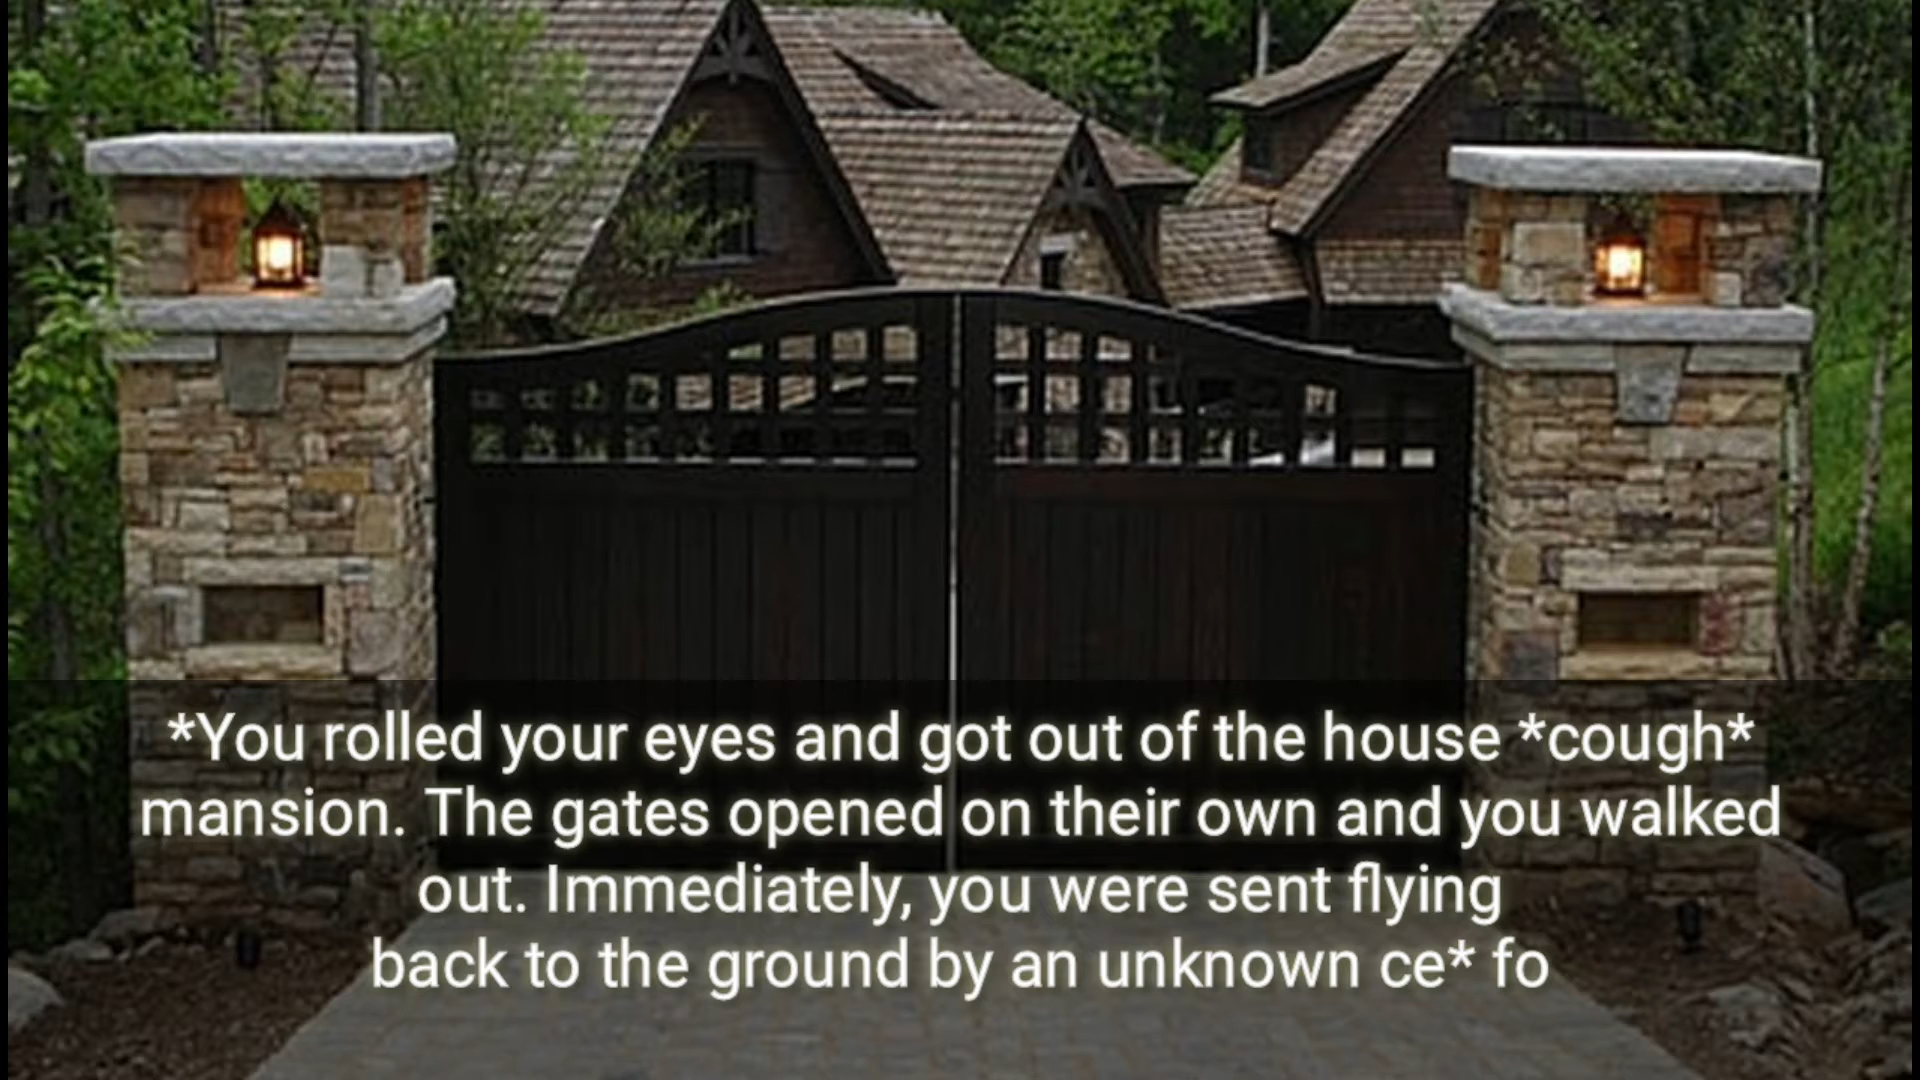 *You rolled your eyes and got out of the house *cough*
mansion. The gates opened on their own and you walked
out. Immediately, you were sent flying
back to the ground by an unknown ce* fo